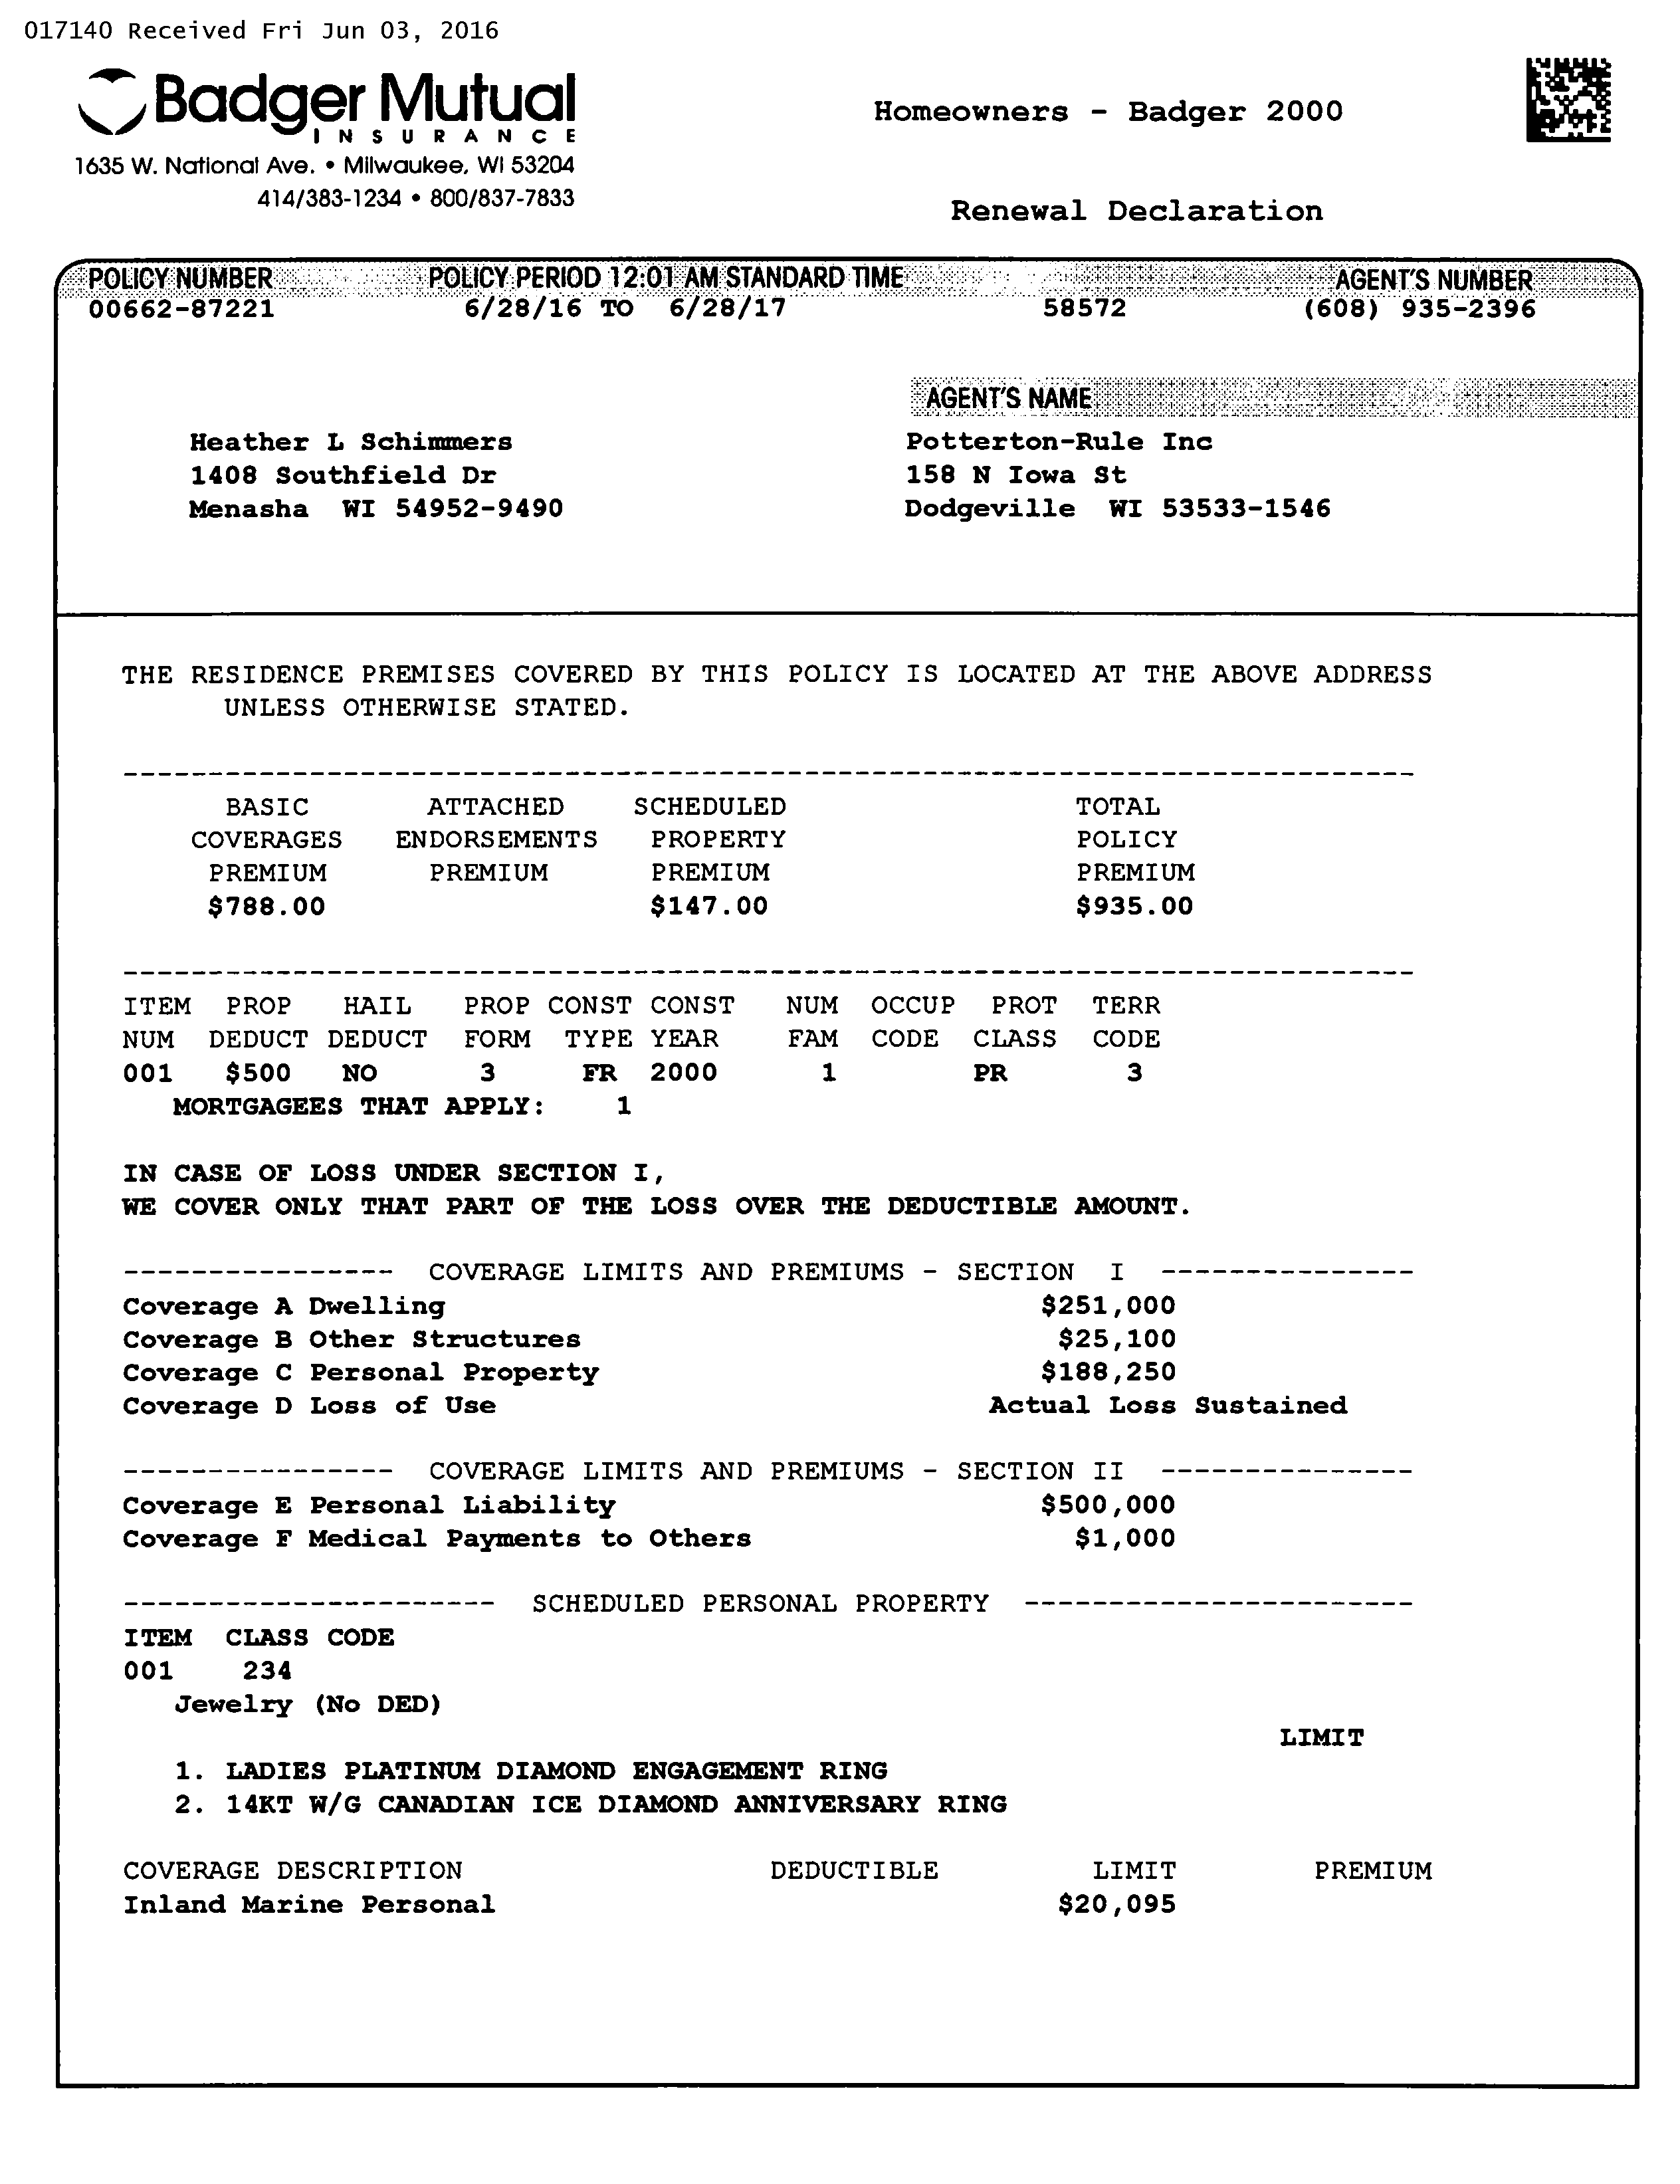 017140 Received Fri Jun 03, 2016
Badger Mutual
INSURANCE
1635 W. National Ave. • Milwaukee, WI 53204
414/383-1234 • 800/837-7833
Homeowners - Badger 2000
Renewal Declaration
POLICY NUMBER POLICY PERIOD 12:01 AM STANDARD TIME AGENT'S NUMBER
00662-87221 6/28/16 TO 6/28/17 58572 (608) 935-2396
AGENT'S NAME
Heather L Schimmers Potterton-Rule Inc
1408 Southfield Dr 158 N Iowa St
Menasha WI 54952-9490 Dodgeville WI 53533-1546
THE RESIDENCE PREMISES COVERED BY THIS POLICY IS LOCATED AT THE ABOVE ADDRESS
UNLESS OTHERWISE STATED.
----------------------------------------------------------------------------
BASIC ATTACHED SCHEDULED TOTAL
COVERAGES ENDORSEMENTS PROPERTY POLICY
PREMIUM PREMIUM PREMIUM PREMIUM
$788.00 $147.00 $935.00
----------------------------------------------------------------------------
ITEM PROP HAIL PROP CONST CONST NUM OCCUP PROT TERR
NUM DEDUCT DEDUCT FORM TYPE YEAR FAM CODE CLASS CODE
001 $500 NO 3 FR 2000 1 PR 3
MORTGAGEES THAT APPLY: 1
IN CASE OF LOSS UNDER SECTION I,
WE COVER ONLY THAT PART OF THE LOSS OVER THE DEDUCTIBLE AMOUNT.
---------------- COVERAGE LIMITS AND PREMIUMS - SECTION I ---------------
Coverage A Dwelling $251,000
Coverage B Other Structures $25,100
Coverage C Personal Property $188,250
Coverage D Loss of Use Actual Loss Sustained
---------------- COVERAGE LIMITS AND PREMIUMS - SECTION II ---------------
Coverage E Personal Liability $500,000
Coverage F Medical Payments to Others $1,000
---------------------- SCHEDULED PERSONAL PROPERTY -----------------------
ITEM CLASS CODE
001 234
Jewelry (No DED)
LIMIT
1. LADIES PLATINUM DIAMOND ENGAGEMENT RING
2. 14KT W/G CANADIAN ICE DIAMOND ANNIVERSARY RING
COVERAGE DESCRIPTION DEDUCTIBLE LIMIT PREMIUM
Inland Marine Personal $20,095